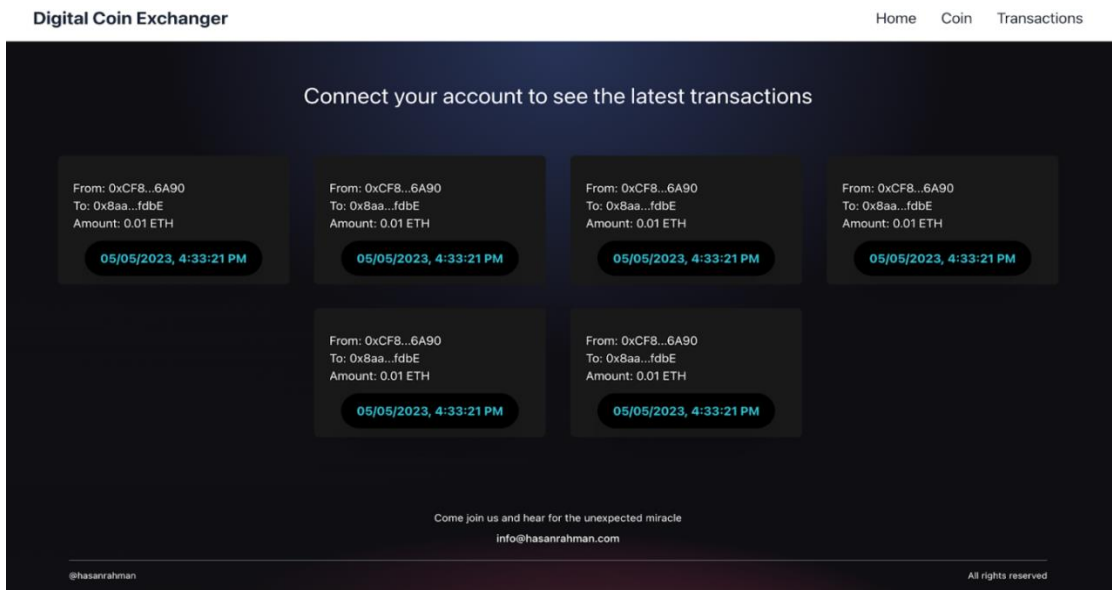 Digital Coin Exchanger
Home Coin Transactions
Connect your account to see the latest transactions
From: 0xCF8...6A90
To: 0x8aa...fdbE
Amount: 0.01 ETH
05/05/2023, 4:33:21 PM
From: 0xCF8...6A90
To: 0x8aa...fdbE
Amount: 0.01 ETH
05/05/2023, 4:33:21 PM
From: 0xCF8...6A90
To: 0x8aa...fdbE
Amount: 0.01 ETH
05/05/2023, 4:33:21 PM
From: 0xCF8...6A90
To: 0x8aa...fdbE
Amount: 0.01 ETH
05/05/2023, 4:33:21 PM
From: 0xCF8...6A90
To: 0x8aa...fdbE
Amount: 0.01 ETH
05/05/2023, 4:33:21 PM
From: 0xCF8...6A90
To: 0x8aa...fdbE
Amount: 0.01 ETH
05/05/2023, 4:33:21 PM
Come join us and hear for the unexpected miracle
info@hasanrahman.com
@hasanrahman
All rights reserved